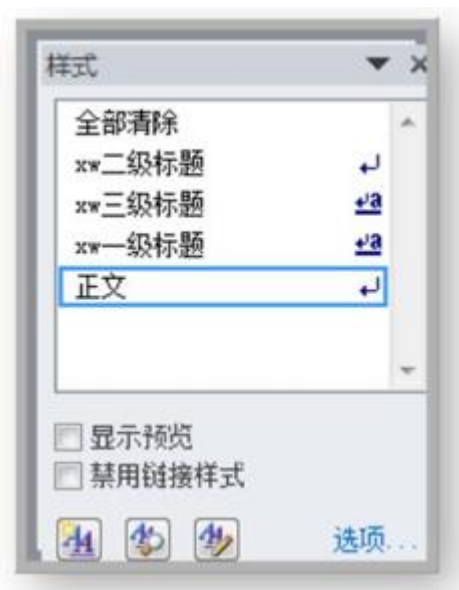 样式
全部清除
xw二级标题
xw三级标题
xw一级标题
正文
显示预览
禁用链接样式
选项...